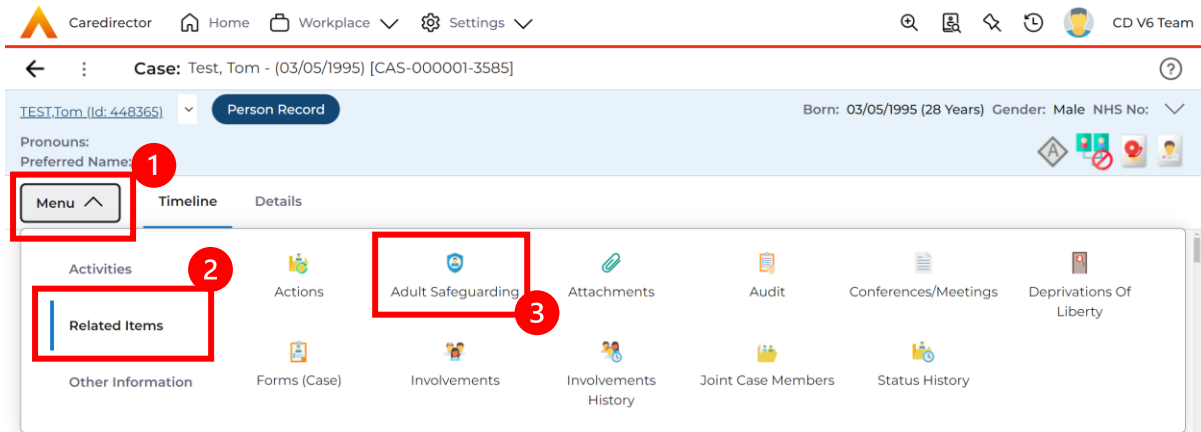 Caredirector Home Workplace Settings CD V6 Team
Case: Test, Tom - (03/05/1995) [CAS-000001-3585] ?
TEST,Tom (Id: 448365) Person Record Born: 03/05/1995 (28 Years) Gender: Male NHS No:
Pronouns:
Preferred Name:
A
1
Menu Timeline Details
2
Activities
Related Items
Other Information
Actions
Adult Safeguarding
3
Attachments
Audit
Conferences/Meetings
Deprivations Of
Liberty
Forms (Case)
Involvements
Involvements
History
Joint Case Members
Status History